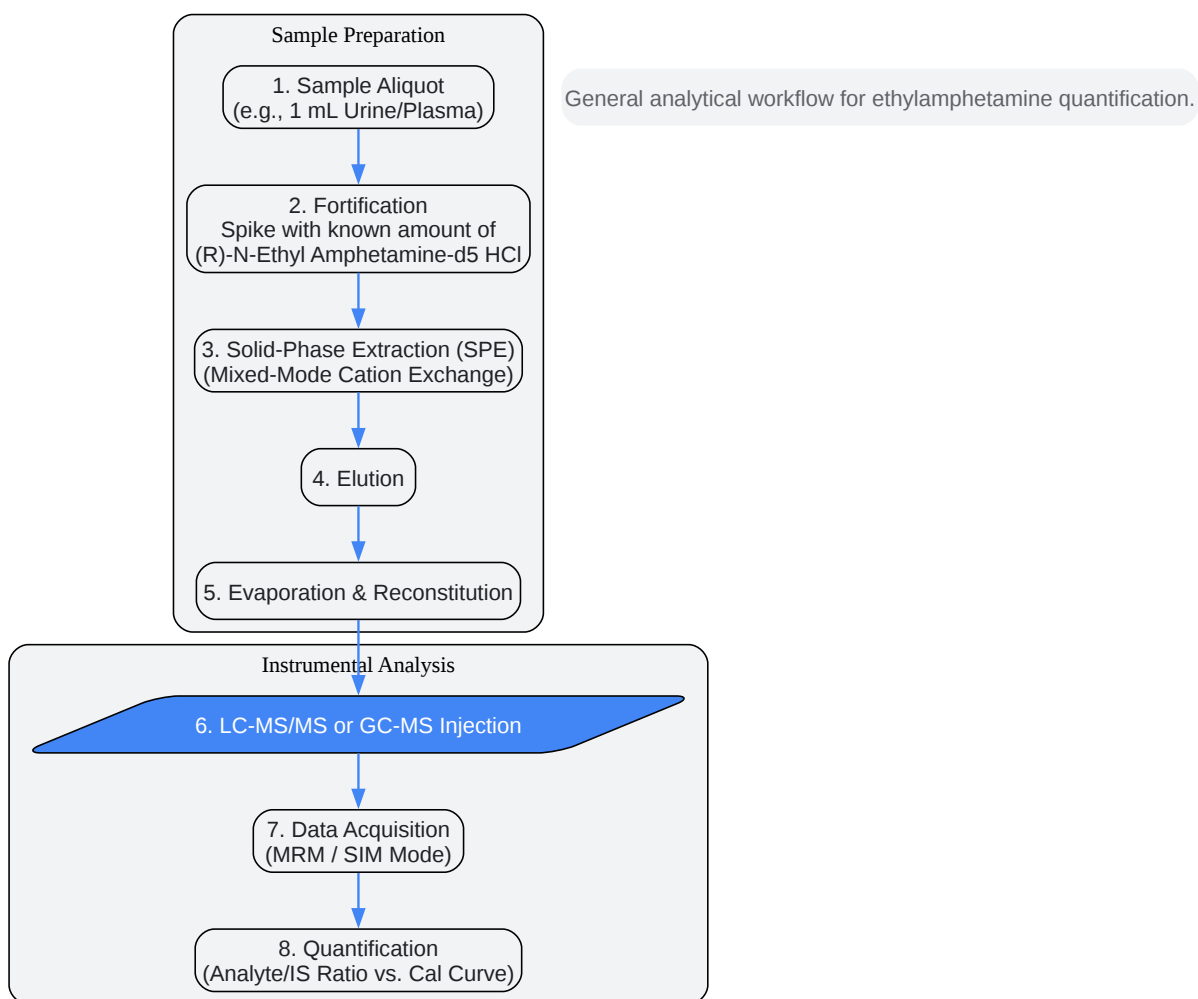 Sample Preparation
1. Sample Aliquot
(e.g., 1 mL Urine/Plasma)
General analytical workflow for ethylamphetamine quantification.
2. Fortification
Spike with known amount of
(R)-N-Ethyl Amphetamine-d5 HCl
3. Solid-Phase Extraction (SPE)
(Mixed-Mode Cation Exchange)
4. Elution
5. Evaporation & Reconstitution
Instrumental Analysis
6. LC-MS/MS or GC-MS Injection
7. Data Acquisition
(MRM / SIM Mode)
8. Quantification
(Analyte/IS Ratio vs. Cal Curve)